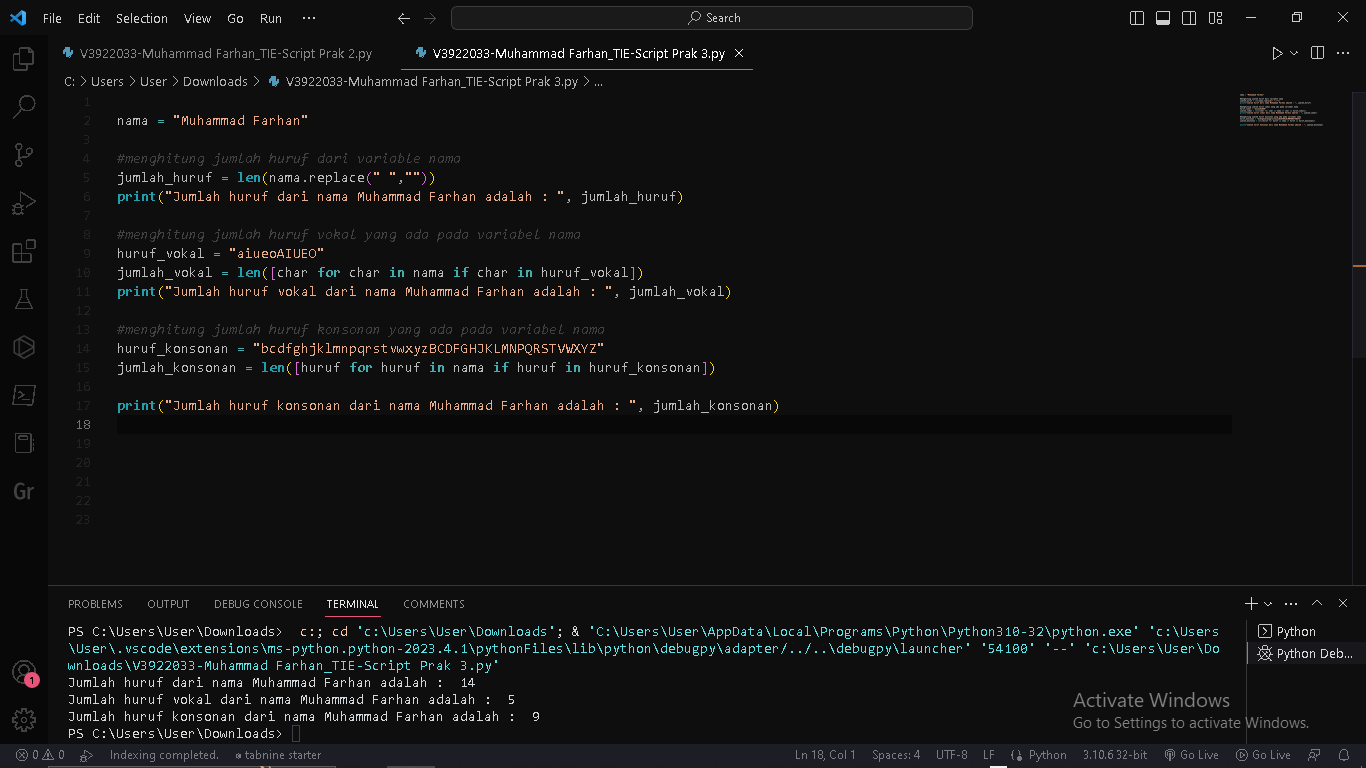 File Edit Selection View Go Run ··· ← → Search
V3922033-Muhammad Farhan_TIE-Script Prak 2.py V3922033-Muhammad Farhan_TIE-Script Prak 3.py ×
C: > Users > User > Downloads > V3922033-Muhammad Farhan_TIE-Script Prak 3.py > ...
1
2 nama = "Muhammad Farhan"
3
4 #menghitung jumlah huruf dari variable nama
5 jumlah_huruf = len(nama.replace(" ",""))
6 print("Jumlah huruf dari nama Muhammad Farhan adalah : ", jumlah_huruf)
7
8 #menghitung jumlah huruf vokal yang ada pada variabel nama
9 huruf_vokal = "aiueoAIUEO"
10 jumlah_vokal = len([char for char in nama if char in huruf_vokal])
11 print("Jumlah huruf vokal dari nama Muhammad Farhan adalah : ", jumlah_vokal)
12
13 #menghitung jumlah huruf konsonan yang ada pada variabel nama
14 huruf_konsonan = "bcdfghjklmnpqrstvwxyzBCDFGHJKLMNPQRSTVWXYZ"
15 jumlah_konsonan = len([huruf for huruf in nama if huruf in huruf_konsonan])
16
17 print("Jumlah huruf konsonan dari nama Muhammad Farhan adalah : ", jumlah_konsonan)
18
19
20
21
22
23
Gr
PROBLEMS OUTPUT DEBUG CONSOLE TERMINAL COMMENTS
PS C:\Users\User\Downloads>  c:; cd 'c:\Users\User\Downloads'; & 'C:\Users\User\AppData\Local\Programs\Python\Python310-32\python.exe' 'c:\Users
\User\.vscode\extensions\ms-python.python-2023.4.1\pythonFiles\lib\python\debugpy\adapter/../..\debugpy\launcher' '54100' '--' 'c:\Users\User\Do
wnloads\V3922033-Muhammad Farhan_TIE-Script Prak 3.py'
Jumlah huruf dari nama Muhammad Farhan adalah :  14
Jumlah huruf vokal dari nama Muhammad Farhan adalah :  5
Jumlah huruf konsonan dari nama Muhammad Farhan adalah :  9
PS C:\Users\User\Downloads>
Python
Python Deb...
1
Activate Windows
Go to Settings to activate Windows.
0 0 Indexing completed. tabnine starter Ln 18, Col 1 Spaces: 4 UTF-8 LF Python 3.10.6 32-bit Go Live Go Live